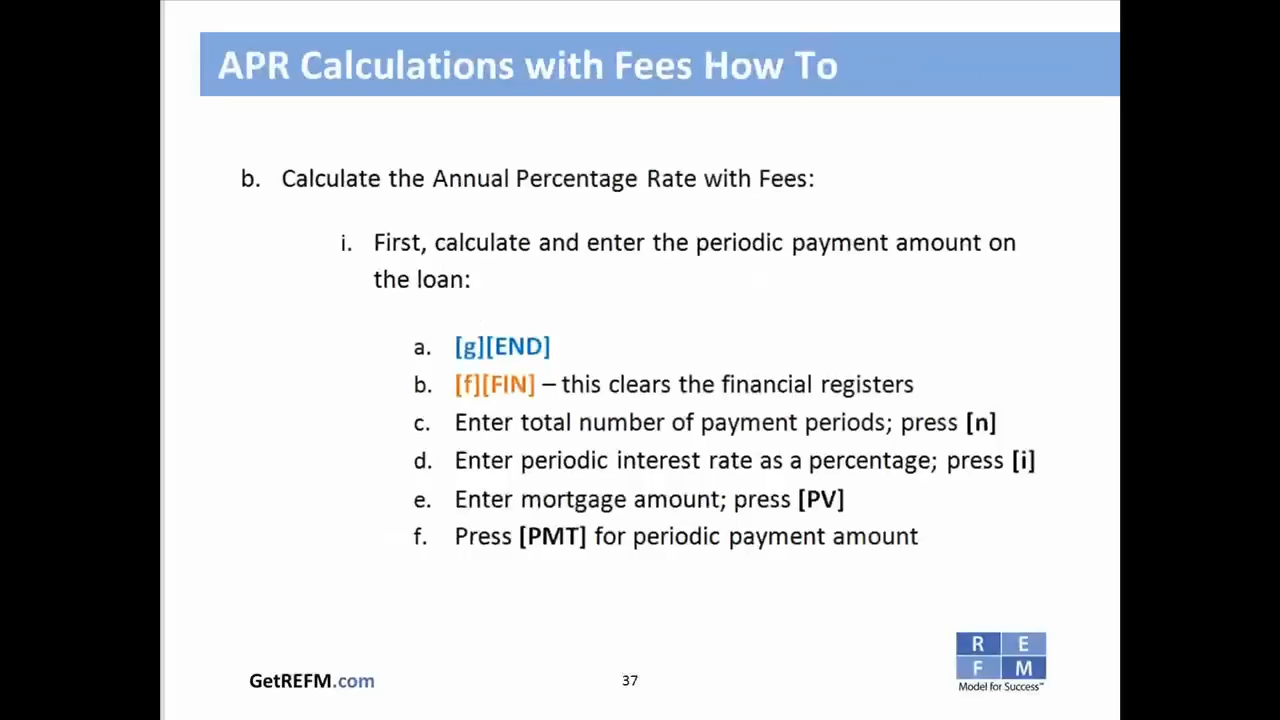 APR Calculations with Fees How To
b. Calculate the Annual Percentage Rate with Fees:
i. First, calculate and enter the periodic payment amount on
the loan:
a. [g][END]
b. [f][FIN] – this clears the financial registers
c. Enter total number of payment periods; press [n]
d. Enter periodic interest rate as a percentage; press [i]
e. Enter mortgage amount; press [PV]
f. Press [PMT] for periodic payment amount
GetREFM.com
37
R E
F M
Model for Success™